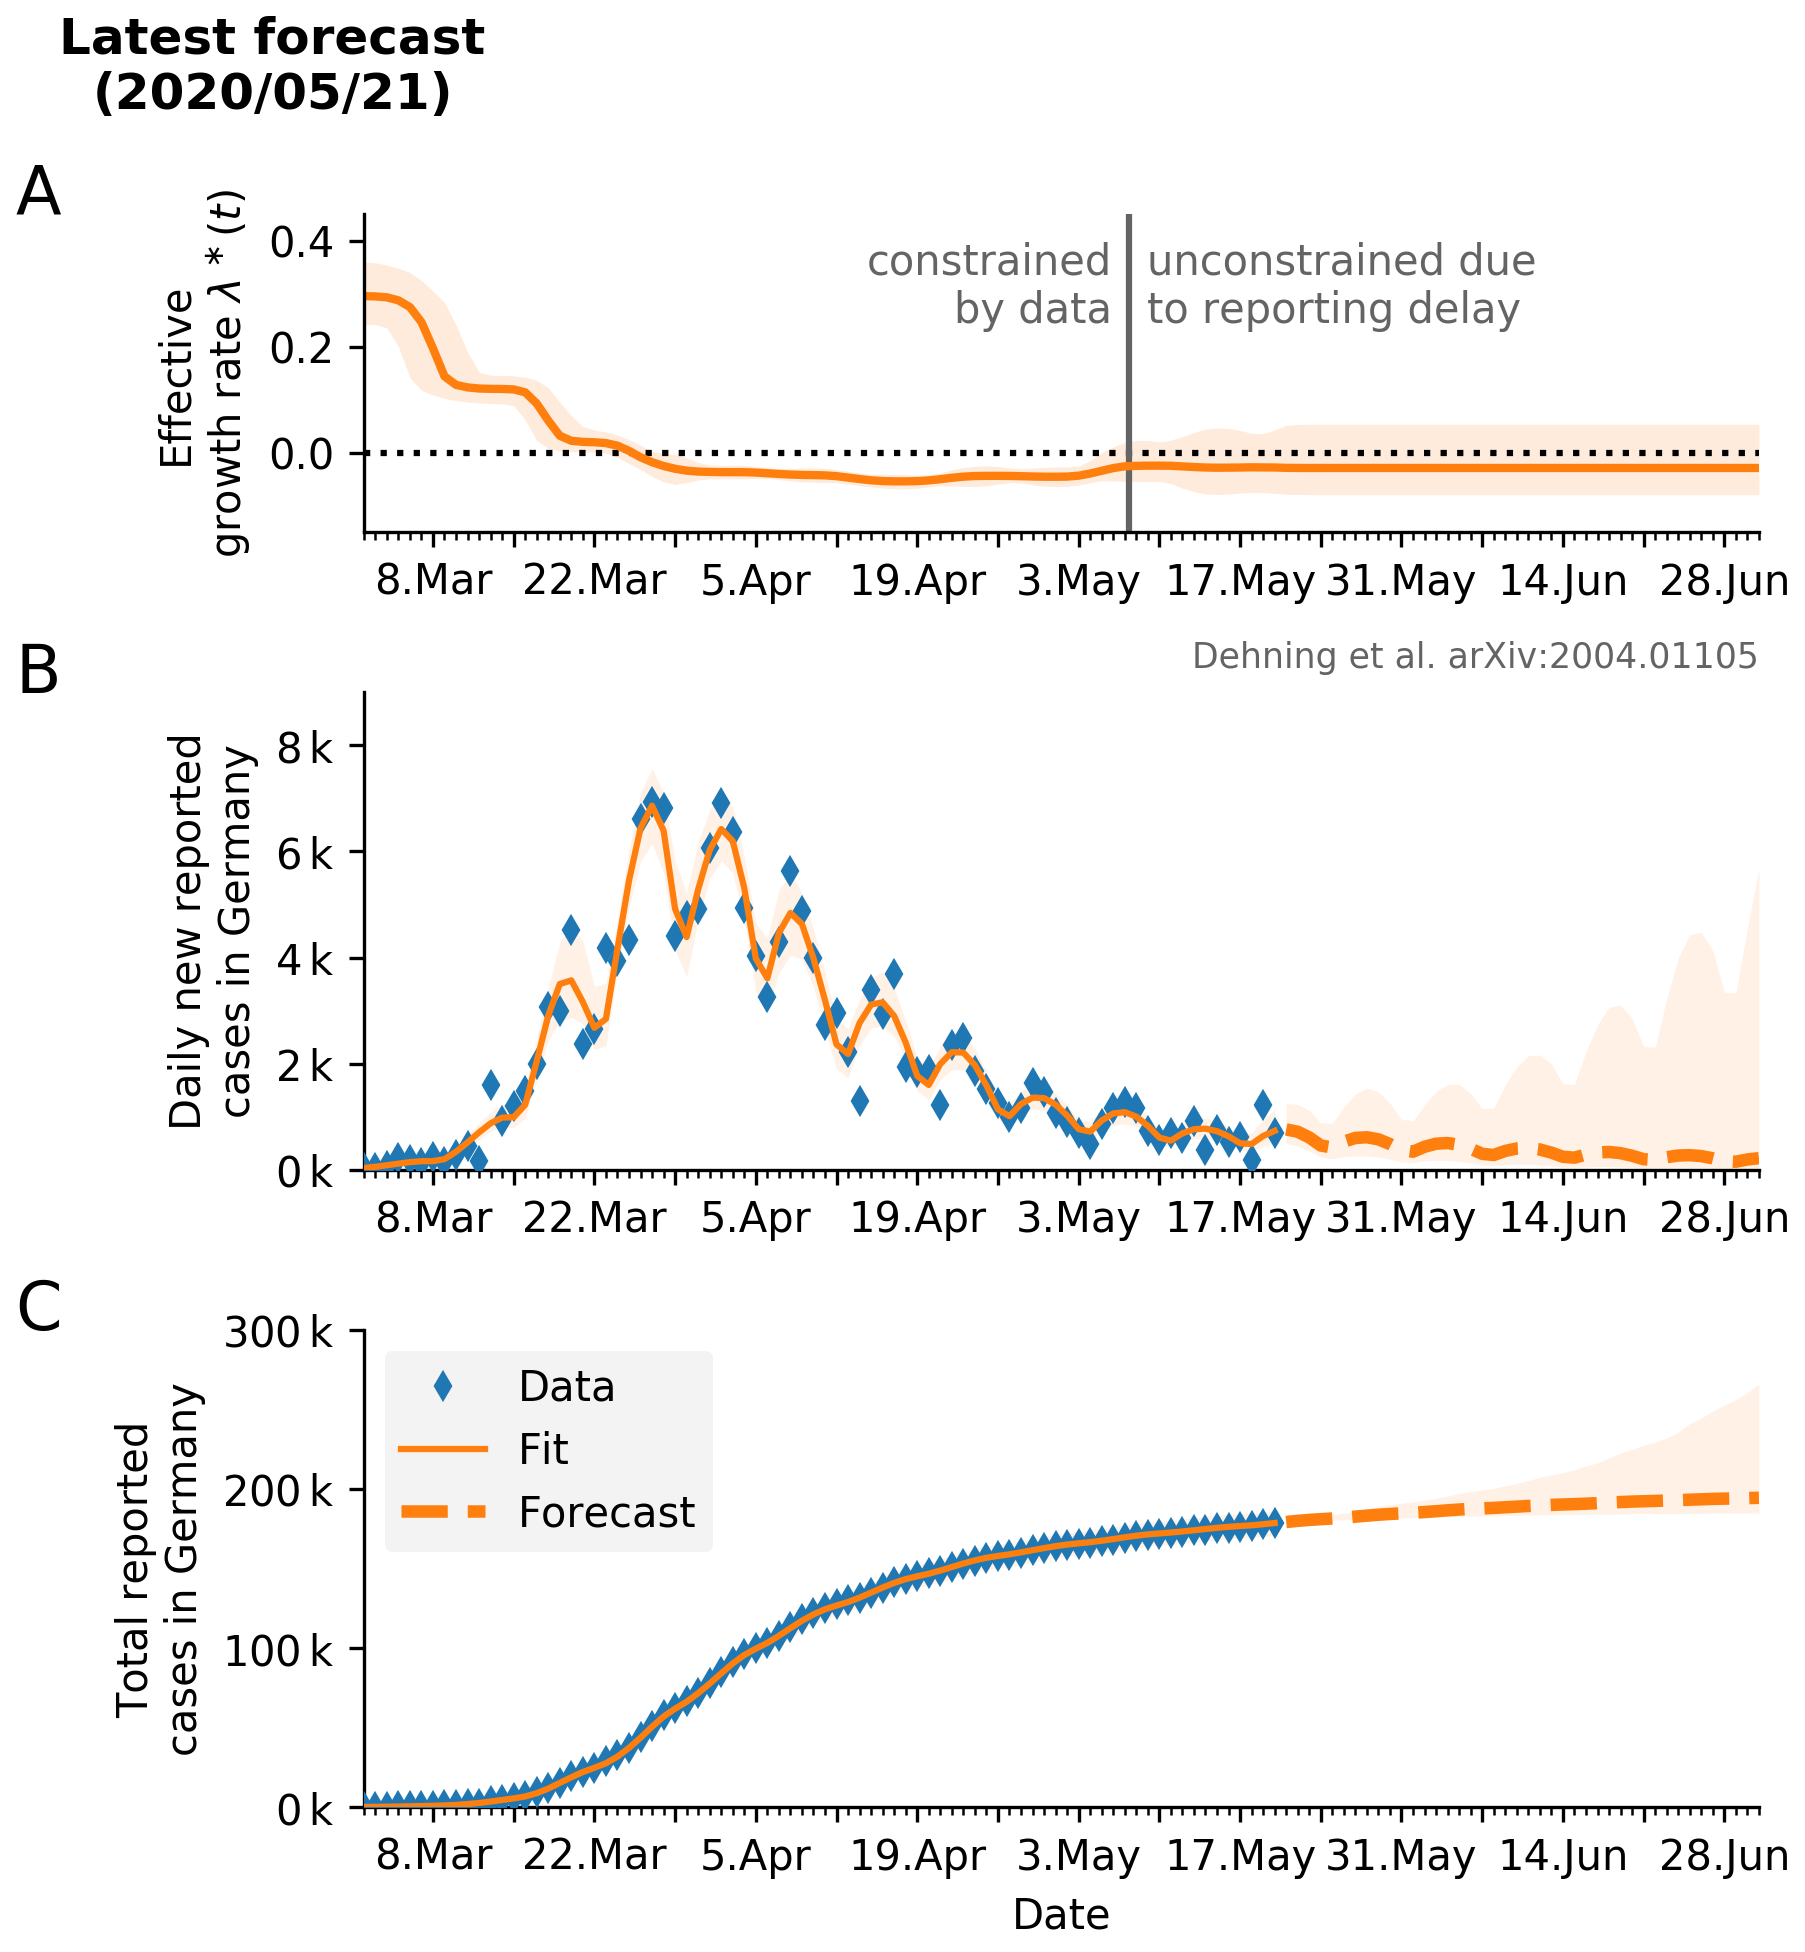 Latest forecast
(2020/05/21)
A
Effective
growth rate λ * (t)
0.4
0.2
0.0
constrained
by data
unconstrained due
to reporting delay
8.Mar 22.Mar 5.Apr 19.Apr 3.May 17.May 31.May 14.Jun 28.Jun
Dehning et al. arXiv:2004.01105
B
Daily new reported
cases in Germany
8 k
6 k
4 k
2 k
0 k
8.Mar 22.Mar 5.Apr 19.Apr 3.May 17.May 31.May 14.Jun 28.Jun
C
Total reported
cases in Germany
300 k
200 k
100 k
0 k
Data
Fit
Forecast
8.Mar 22.Mar 5.Apr 19.Apr 3.May 17.May 31.May 14.Jun 28.Jun
Date